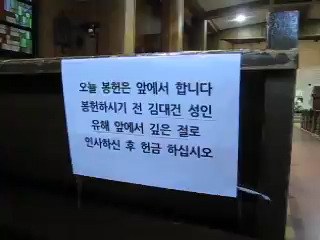 오늘 봉헌은 앞에서 합니다
봉헌하시기 전 김대건 성인
유해 앞에서 깊은 절로
인사하신 후 헌금 하십시오